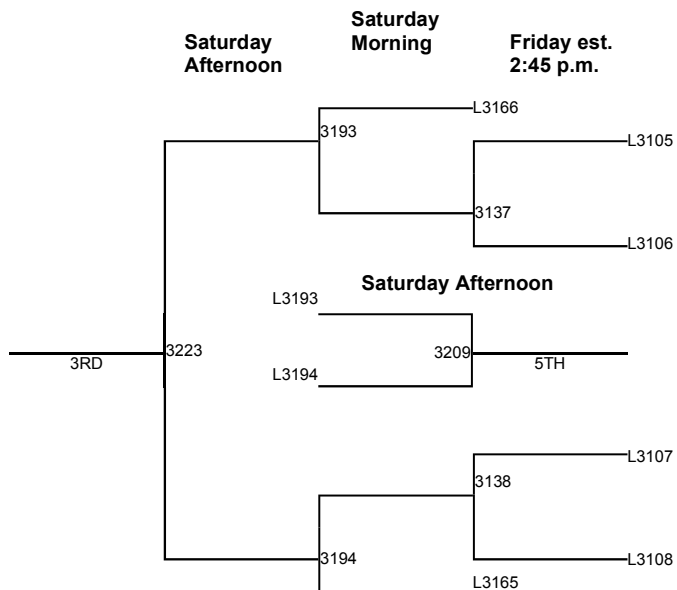 Saturday
Afternoon
Saturday
Morning
Friday est.
2:45 p.m.
L3166
3193
L3105
3137
L3106
Saturday Afternoon
L3193
3209
5TH
3RD
3223
L3194
L3107
3138
3194
L3108
L3165